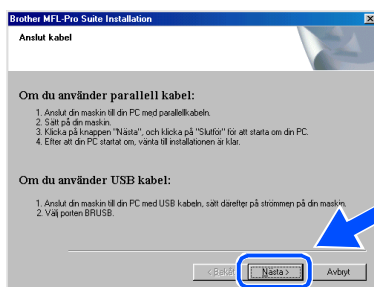 Brother MFL-Pro Suite Installation
Anslut kabel
Om du använder parallell kabel:
1. Anslut din maskin till din PC med parallellkabeln.
2. Sätt på din maskin.
3. Klicka på knappen "Nästa", och klicka på "Slutför" för att starta om din PC.
4. Efter att din PC startat om, vänta till installationen är klar.
Om du använder USB kabel:
1. Anslut din maskin till din PC med USB kabeln, sätt därefter på strömmen på din maskin.
2. Välj porten BRUSB.
< Bakåt Nästa > Avbryt